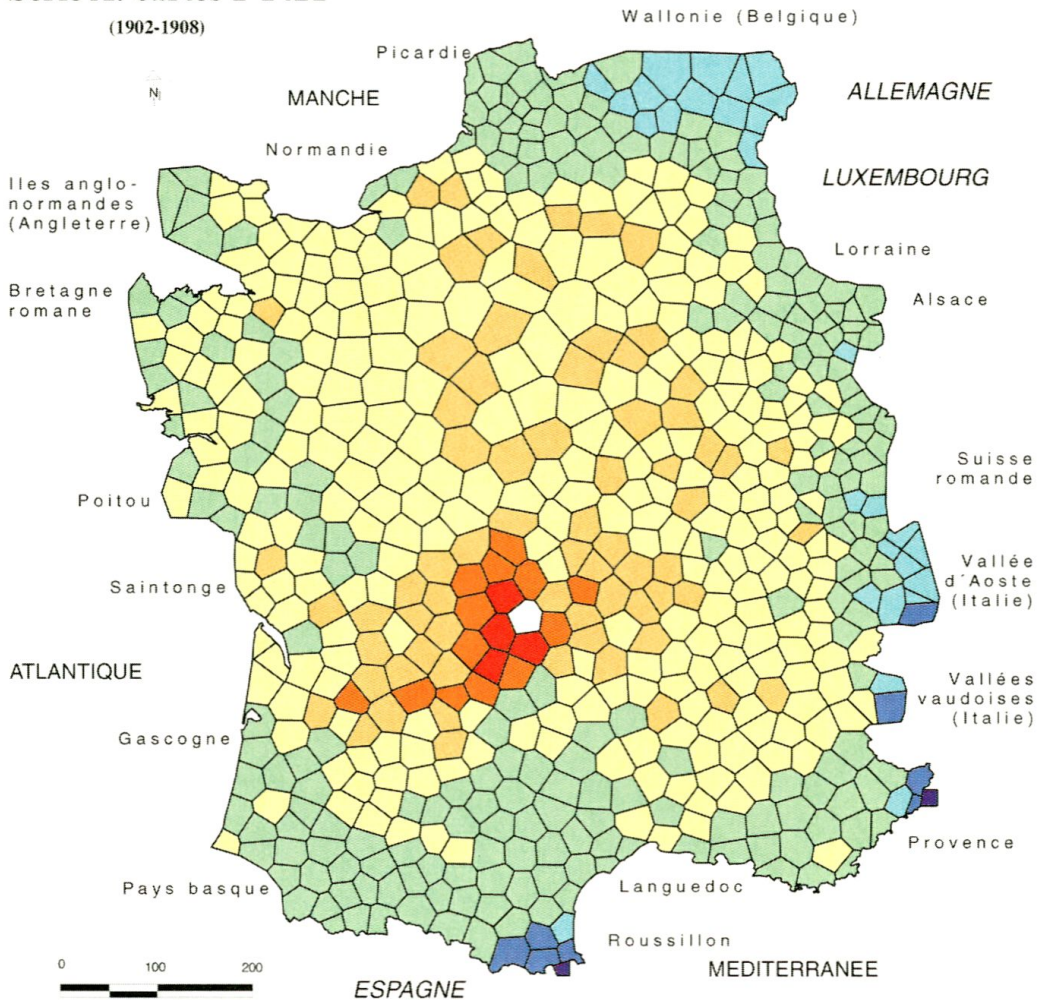 (1902-1908)
Wallonie (Belgique)
Picardie
N
MANCHE
ALLEMAGNE
Normandie
LUXEMBOURG
Iles anglo-
normandes
(Angleterre)
Lorraine
Bretagne
romane
Alsace
Suisse
romande
Poitou
Vallée
d'Aoste
(Italie)
Saintonge
ATLANTIQUE
Vallées
vaudoises
(Italie)
Gascogne
Provence
Pays basque
Languedoc
Roussillon
0 100 200
MEDITERRANEE
ESPAGNE